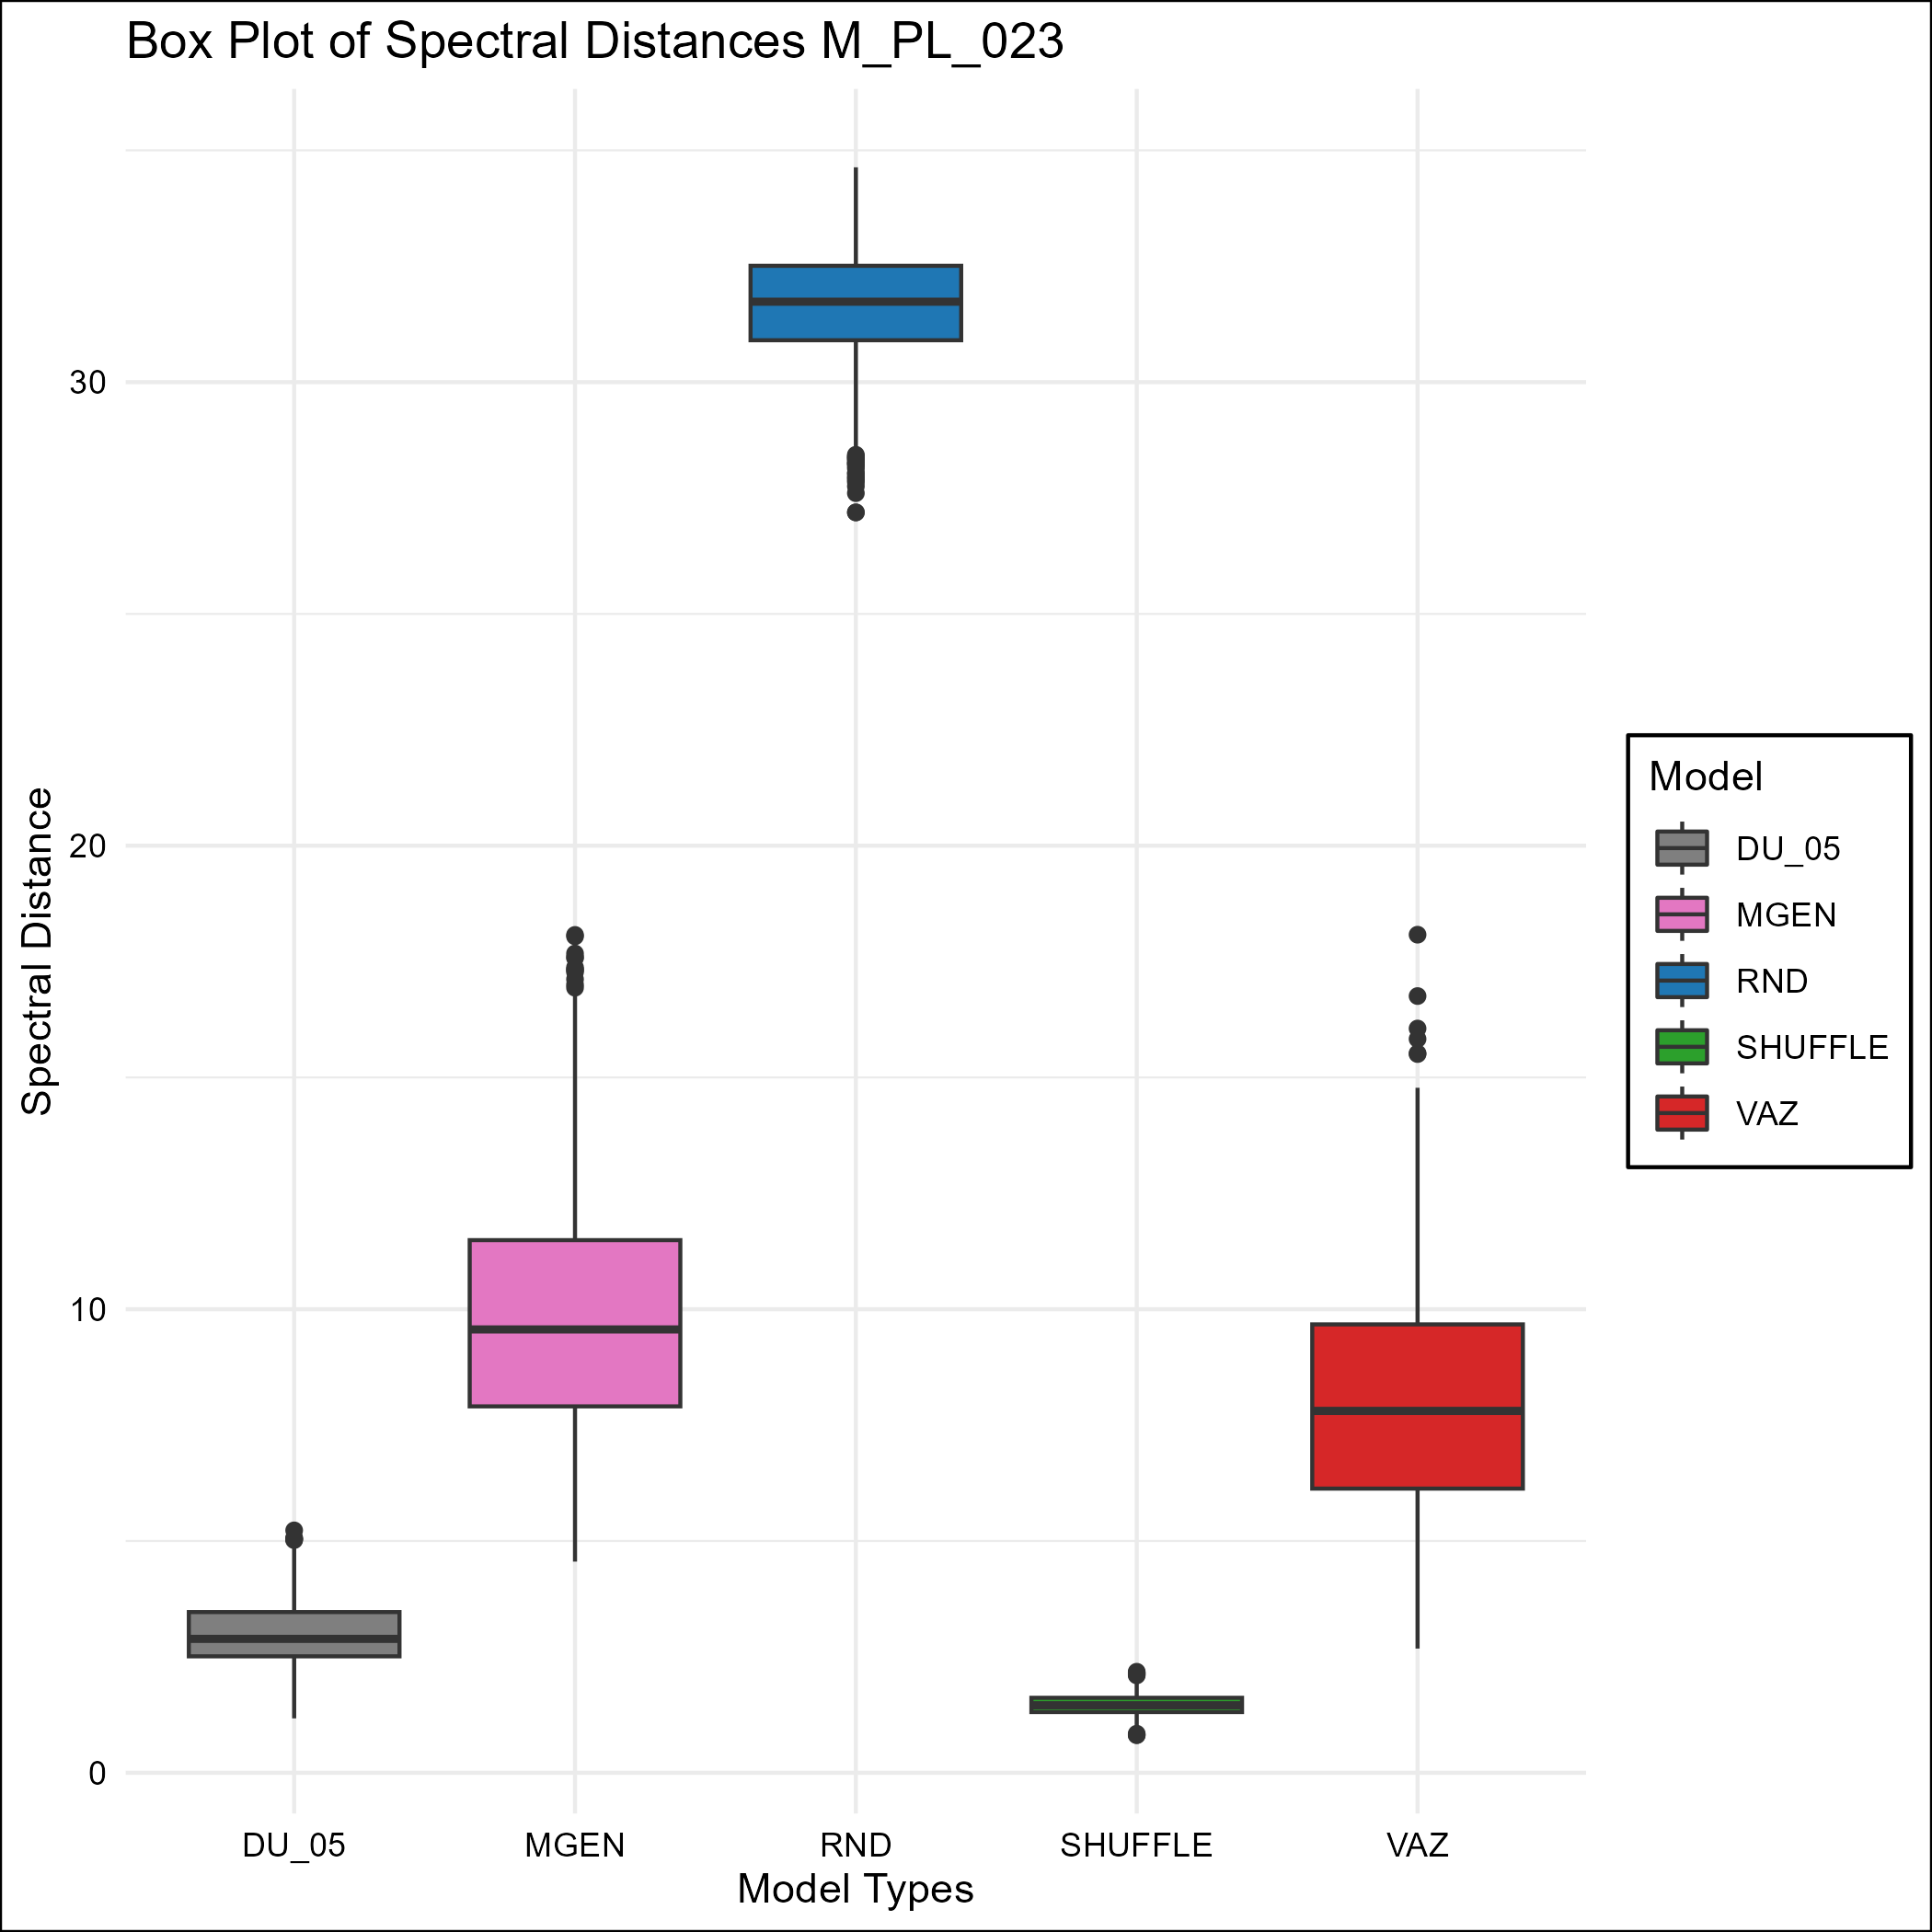 Box Plot of Spectral Distances M_PL_023
Spectral Distance
30
20
10
0
DU_05
MGEN
RND
SHUFFLE
VAZ
Model Types
Model
DU_05
MGEN
RND
SHUFFLE
VAZ